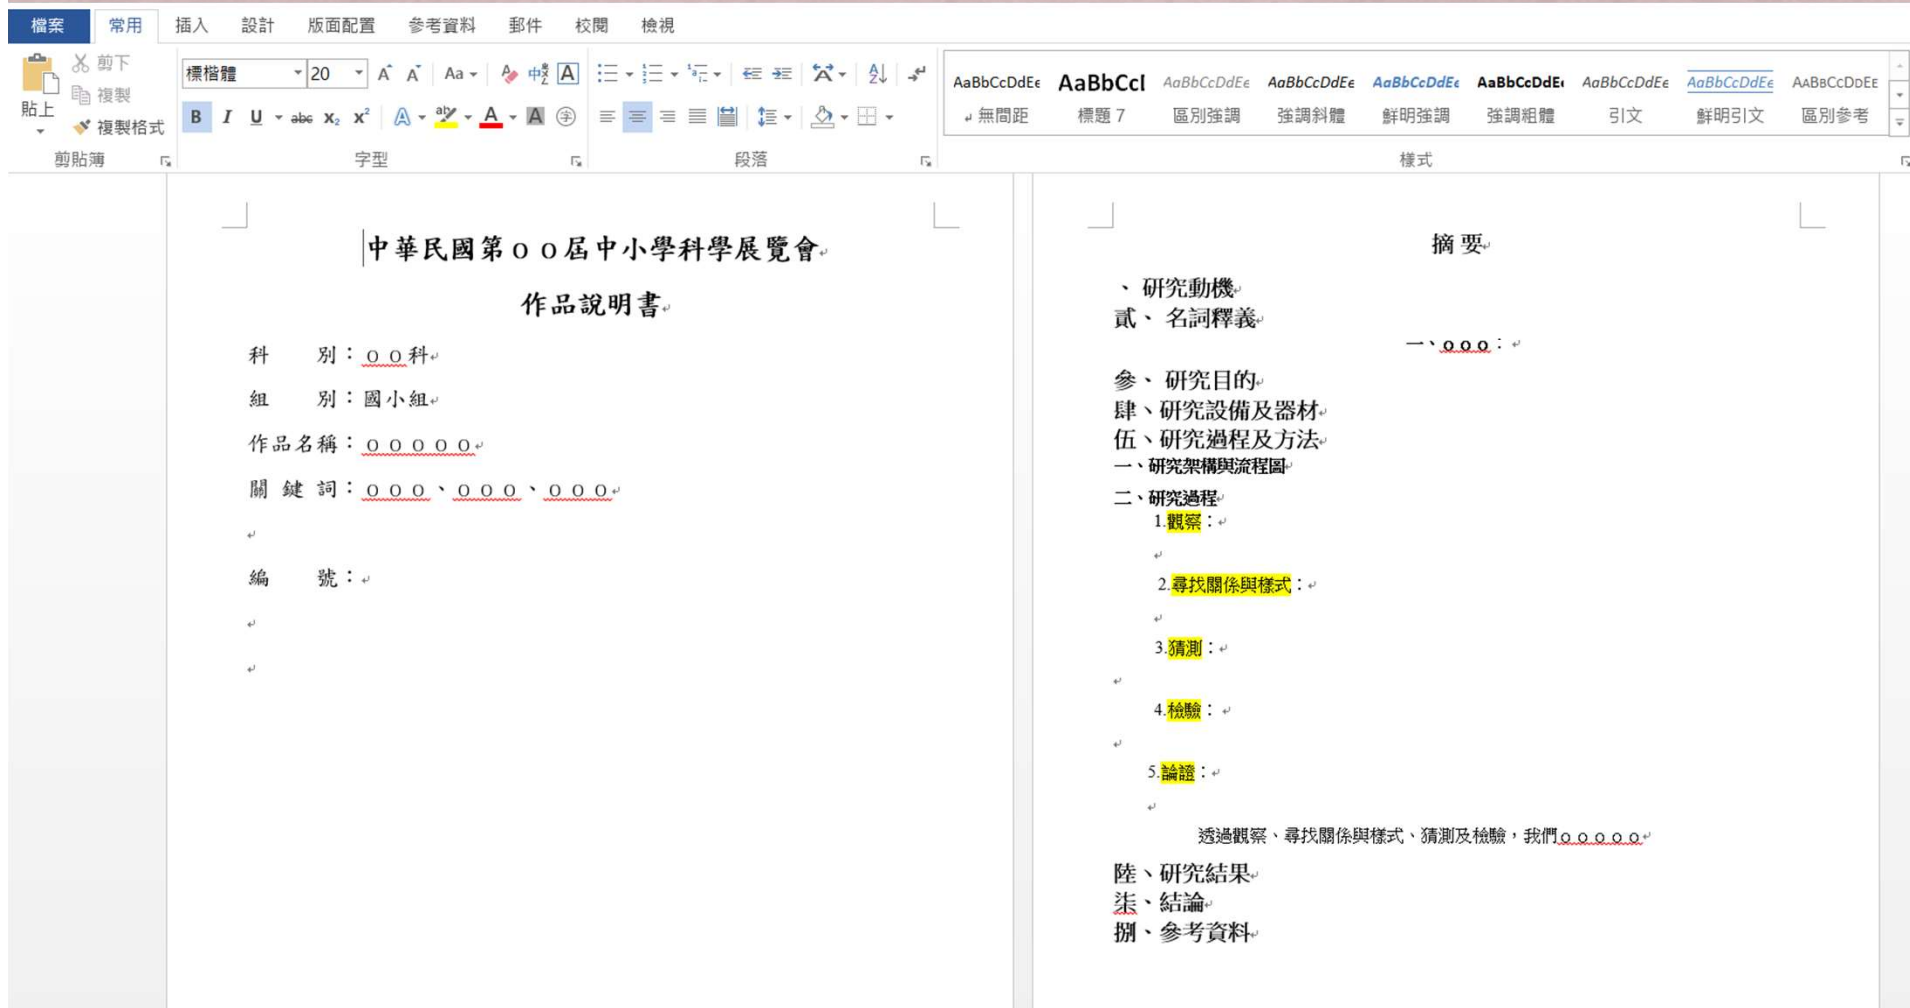 檔案 常用 插入 設計 版面配置 參考資料 郵件 校閱 檢視
剪下
複製
貼上
複製格式
標楷體 20
AaBbCcDdEe AaBbCcI AaBbCcDdEe AaBbCcDdEe AaBbCcDdEe AaBbCcDdEe AaBbCcDdEe AaBbCcDdEe AABBCCDDEE
無間距 標題 7 區別強調 強調斜體 鮮明強調 強調粗體 引文 鮮明引文 區別參考
剪貼簿 字型 段落 樣式
中華民國第ｏｏ屆中小學科學展覽會
作品說明書
科 別：ｏｏ科
組 別：國小組
作品名稱：ｏｏｏｏｏ
關 鍵 詞：ｏｏｏ、ｏｏｏ、ｏｏｏ
編 號：
摘 要
、 研究動機
貳、 名詞釋義
一、ｏｏｏ：
參、 研究目的
肆、研究設備及器材
伍、研究過程及方法
一、研究架構與流程圖
二、研究過程
1.觀察：
2.尋找關係與樣式：
3.猜測：
4.檢驗：
5.論證：
透過觀察、尋找關係與樣式、猜測及檢驗，我們ｏｏｏｏｏ
陸、研究結果
柒、結論
捌、參考資料